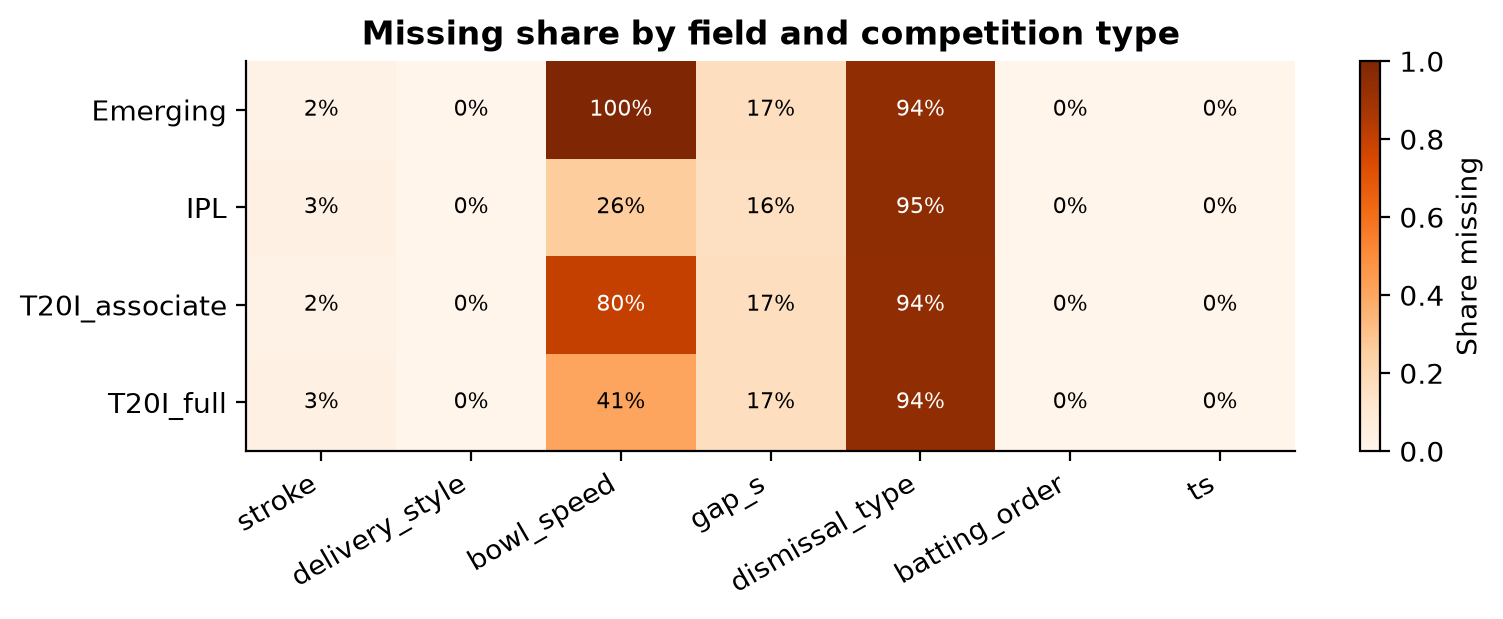 Missing share by field and competition type
Emerging 2% 0% 100% 17% 94% 0% 0%
IPL 3% 0% 26% 16% 95% 0% 0%
T20I_associate 2% 0% 80% 17% 94% 0% 0%
T20I_full 3% 0% 41% 17% 94% 0% 0%
stroke delivery_style bowl_speed gap_s dismissal_type batting_order ts
1.0
0.8
0.6
0.4
0.2
0.0
Share missing